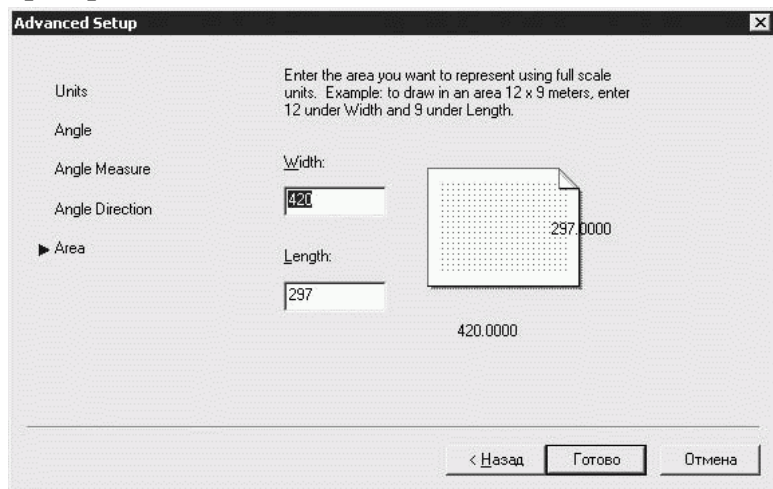 Advanced Setup
Units
Angle
Angle Measure
Angle Direction
Area
Enter the area you want to represent using full scale
units. Example: to draw in an area 12 x 9 meters, enter
12 under Width and 9 under Length.
Width:
420
Length:
297
297.0000
420.0000
< Назад
Готово
Отмена